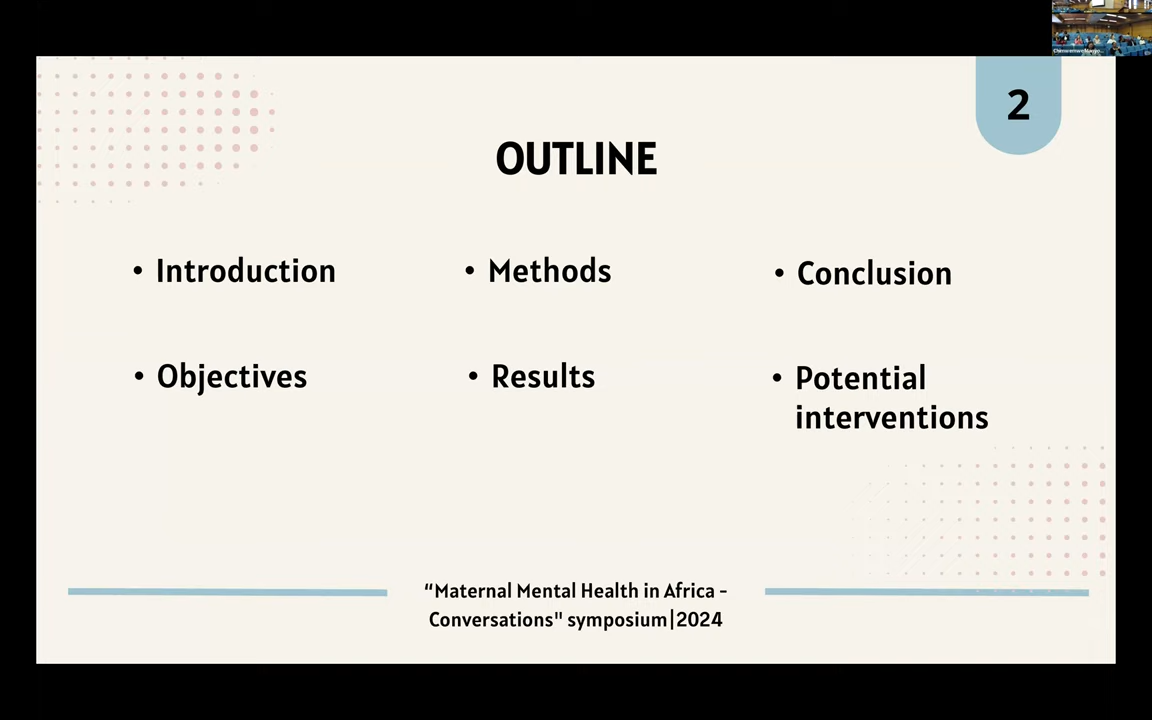 2
OUTLINE
• Introduction
• Objectives
• Methods
• Results
• Conclusion
• Potential
interventions
“Maternal Mental Health in Africa -
Conversations" symposium|2024